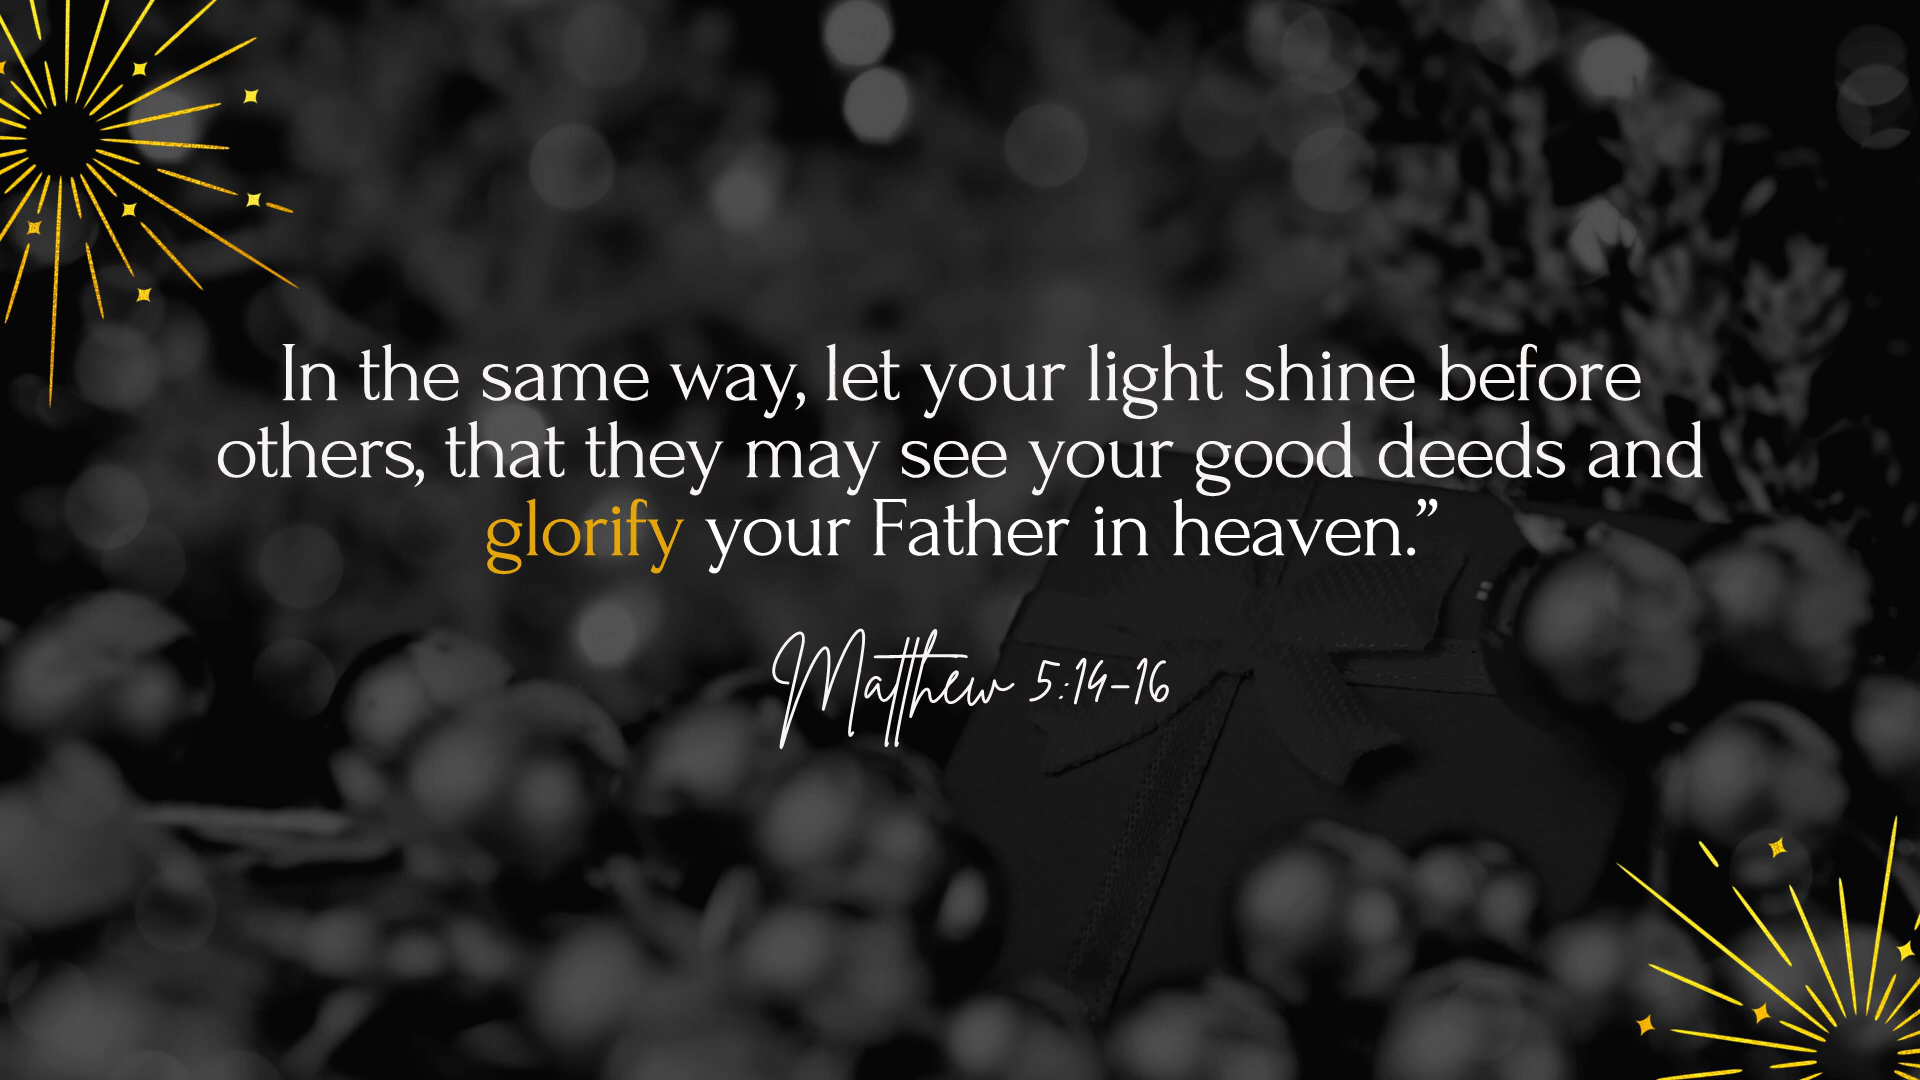 In the same way, let your light shine before
others, that they may see your good deeds and
glorify your Father in heaven.”
Matthew 5:14-16